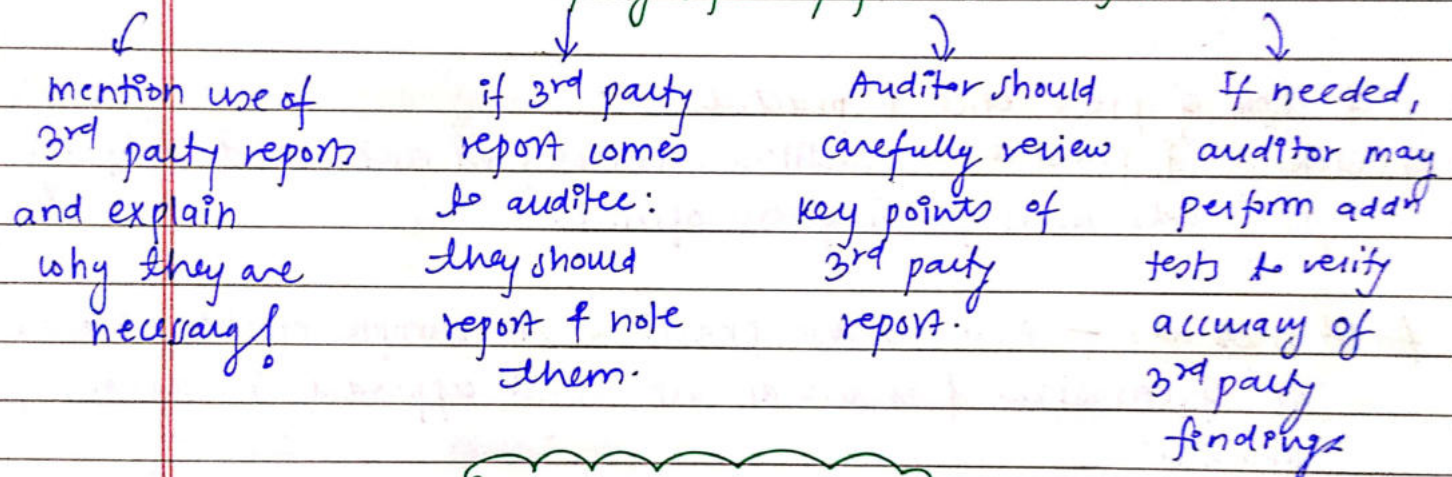 mention use of
3rd party reports
and explain
why they are
necessary!
if 3rd party
report comes
to auditee:
they should
report & note
them.
Auditor should
carefully review
key points of
3rd party
report.
If needed,
auditor may
perform addn
tests to verify
accuracy of
3rd party
findings